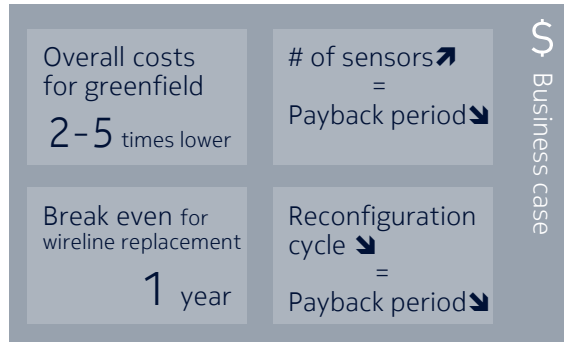 Overall costs
for greenfield
2-5 times lower
# of sensors↗
=
Payback period↘
Break even for
wireline replacement
1 year
Reconfiguration
cycle ↘
=
Payback period↘
$ Business case